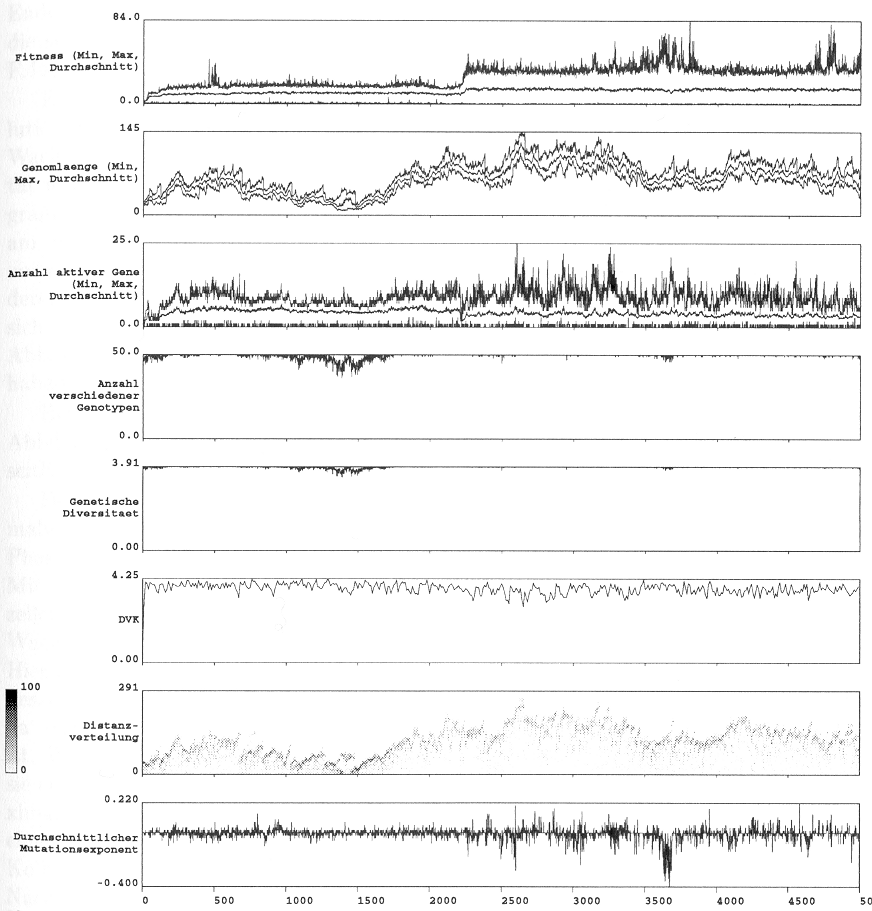 84.0
Fitness (Min, Max,
Durchschnitt)
0.0
145
Genomlaenge (Min,
Max, Durchschnitt)
0
25.0
Anzahl aktiver Gene
(Min, Max,
Durchschnitt)
0.0
50.0
Anzahl
verschiedener
Genotypen
0.0
3.91
Genetische
Diversitaet
0.00
4.25
DVK
0.00
291
100
Distanz-
verteilung
0
0
0.220
Durchschnittlicher
Mutationsexponent
-0.400
0 500 1000 1500 2000 2500 3000 3500 4000 4500 50